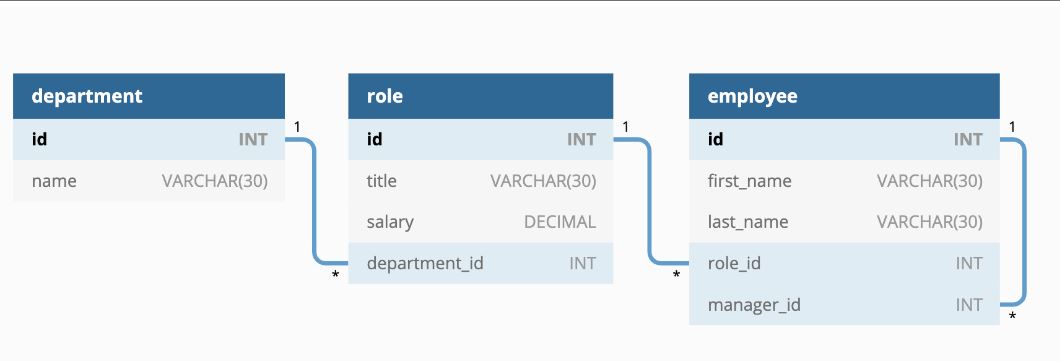 department
id INT
name VARCHAR(30)
1
*
role
id INT
title VARCHAR(30)
salary DECIMAL
department_id INT
1
*
employee
id INT
first_name VARCHAR(30)
last_name VARCHAR(30)
role_id INT
manager_id INT
1
*